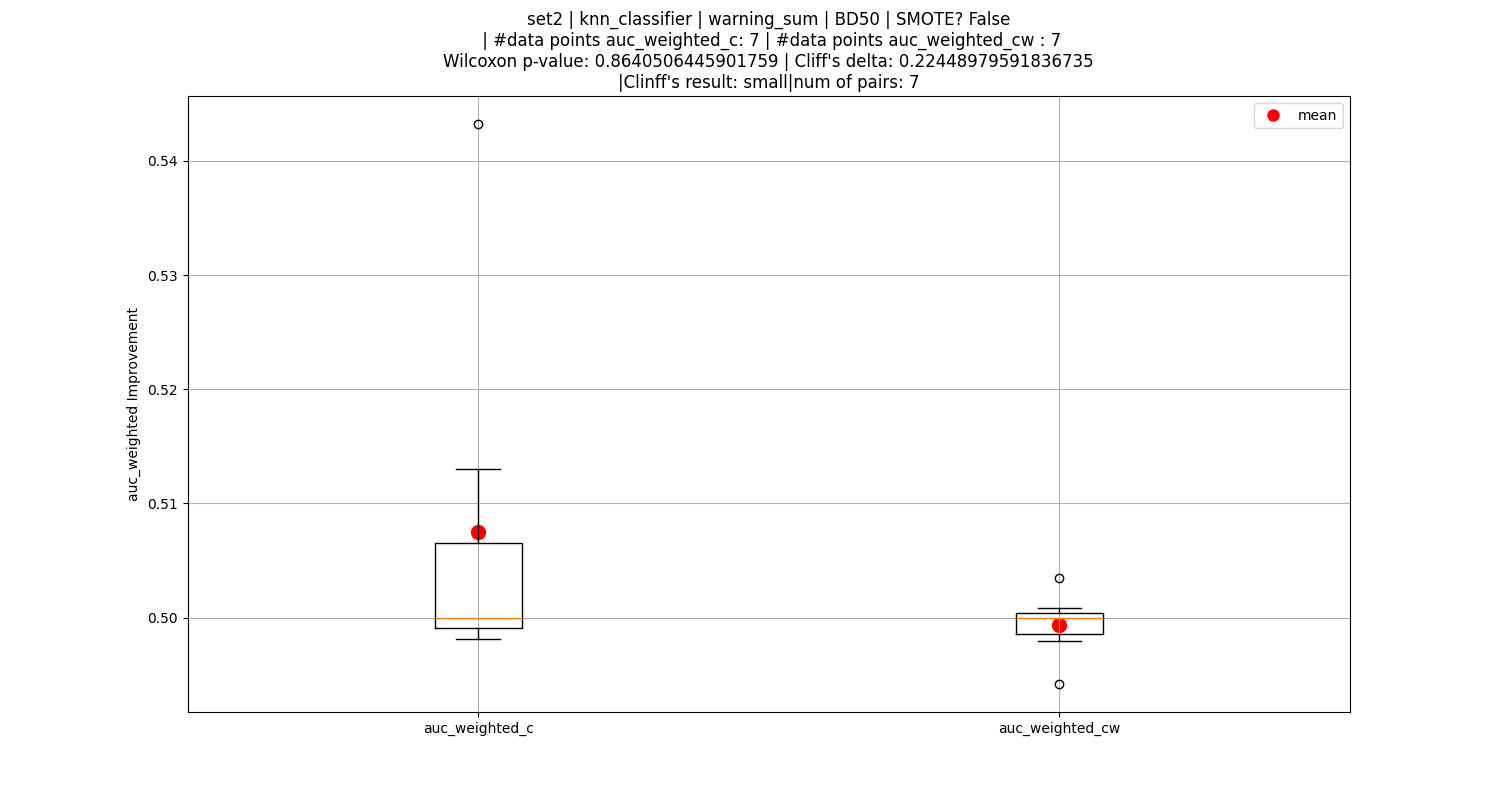 set2 | knn_classifier | warning_sum | BD50 | SMOTE? False
| #data points auc_weighted_c: 7 | #data points auc_weighted_cw : 7
Wilcoxon p-value: 0.8640506445901759 | Cliff's delta: 0.22448979591836735
|Clinff's result: small|num of pairs: 7
mean
0.54
0.53
0.52
0.51
0.50
auc_weighted Improvement
auc_weighted_c
auc_weighted_cw